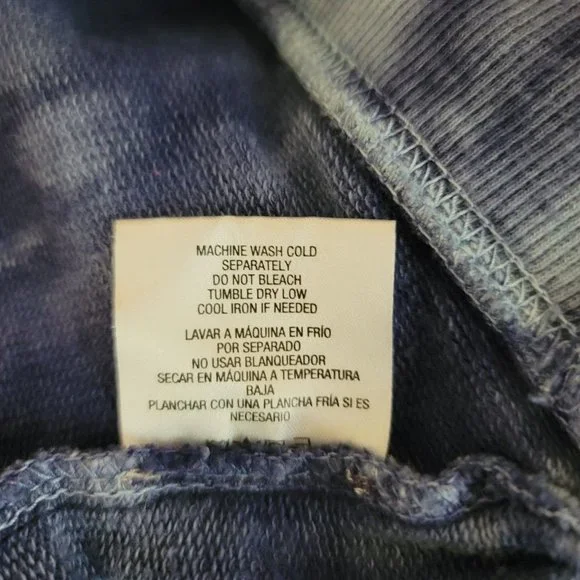 MACHINE WASH COLD
SEPARATELY
DO NOT BLEACH
TUMBLE DRY LOW
COOL IRON IF NEEDED
LAVAR A MÁQUINA EN FRÍO
POR SEPARADO
NO USAR BLANQUEADOR
SECAR EN MÁQUINA A TEMPERATURA
BAJA
PLANCHAR CON UNA PLANCHA FRÍA SI ES
NECESARIO